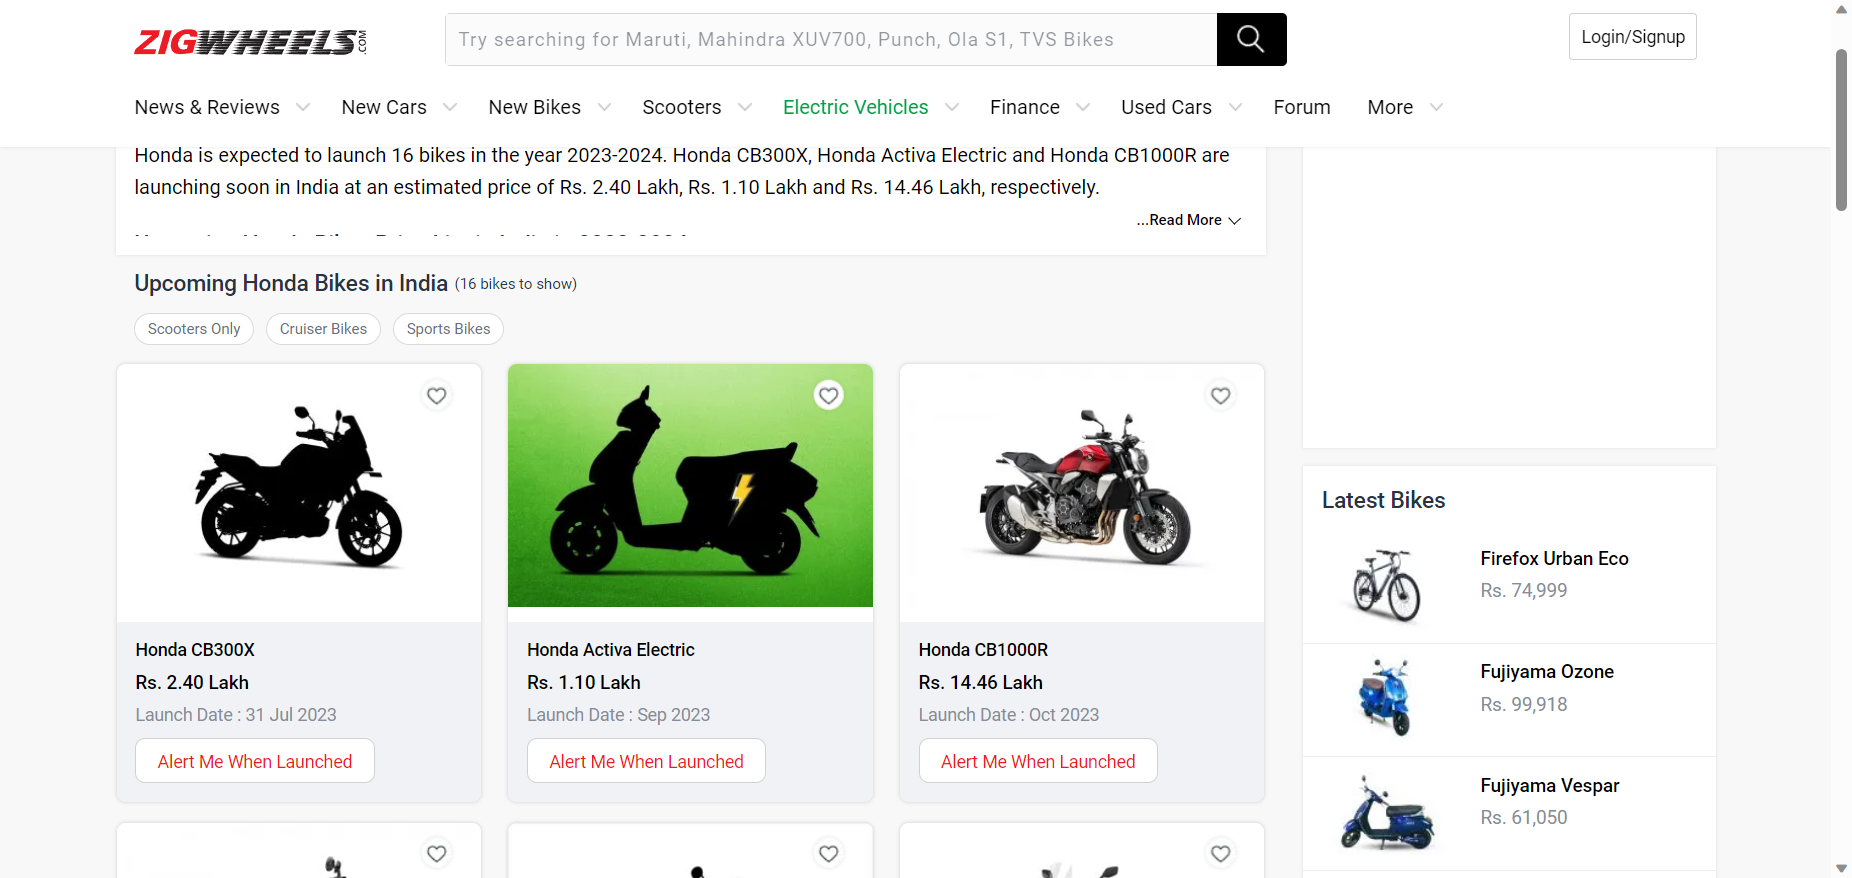 ZIGWHEELS.COM
Try searching for Maruti, Mahindra XUV700, Punch, Ola S1, TVS Bikes
Login/Signup
News & Reviews
New Cars
New Bikes
Scooters
Electric Vehicles
Finance
Used Cars
Forum
More
Honda is expected to launch 16 bikes in the year 2023-2024. Honda CB300X, Honda Activa Electric and Honda CB1000R are
launching soon in India at an estimated price of Rs. 2.40 Lakh, Rs. 1.10 Lakh and Rs. 14.46 Lakh, respectively.
...Read More
Upcoming Honda Bikes in India (16 bikes to show)
Scooters Only
Cruiser Bikes
Sports Bikes
Honda CB300X
Rs. 2.40 Lakh
Launch Date : 31 Jul 2023
Alert Me When Launched
Honda Activa Electric
Rs. 1.10 Lakh
Launch Date : Sep 2023
Alert Me When Launched
Honda CB1000R
Rs. 14.46 Lakh
Launch Date : Oct 2023
Alert Me When Launched
Latest Bikes
Firefox Urban Eco
Rs. 74,999
Fujiyama Ozone
Rs. 99,918
Fujiyama Vespar
Rs. 61,050